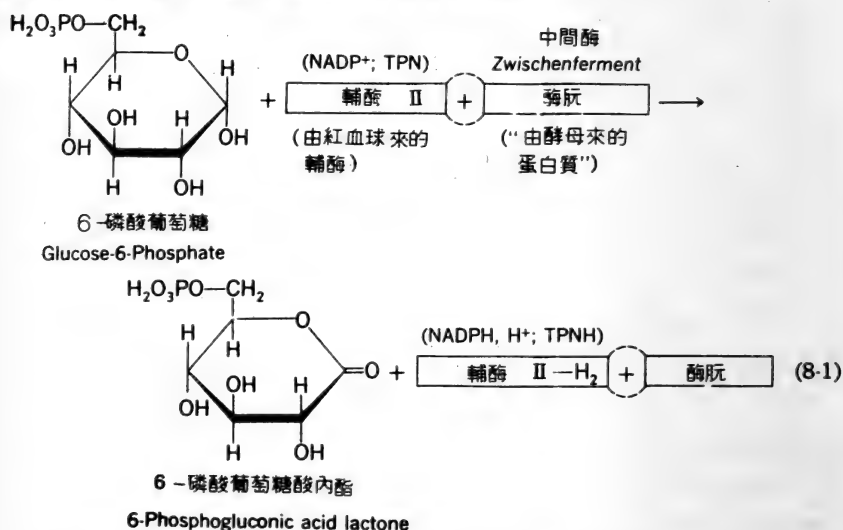 H₂O₃PO—CH₂
O
H
H
H
H
OH
H
OH
OH
H
OH
+
(NADP⁺; TPN)
中間酶
Zwischenferment
輔酶 II + 酶朊
(由紅血球來的
輔酶)
(“由酵母來的
蛋白質”)
6-磷酸葡萄糖
Glucose-6-Phosphate
H₂O₃PO—CH₂
O
H
H
OH
H
OH
H
OH
=O +
(NADPH, H⁺; TPNH)
輔酶 II—H₂ + 酶朊 (8-1)
6-磷酸葡萄糖酸內酯
6-Phosphogluconic acid lactone